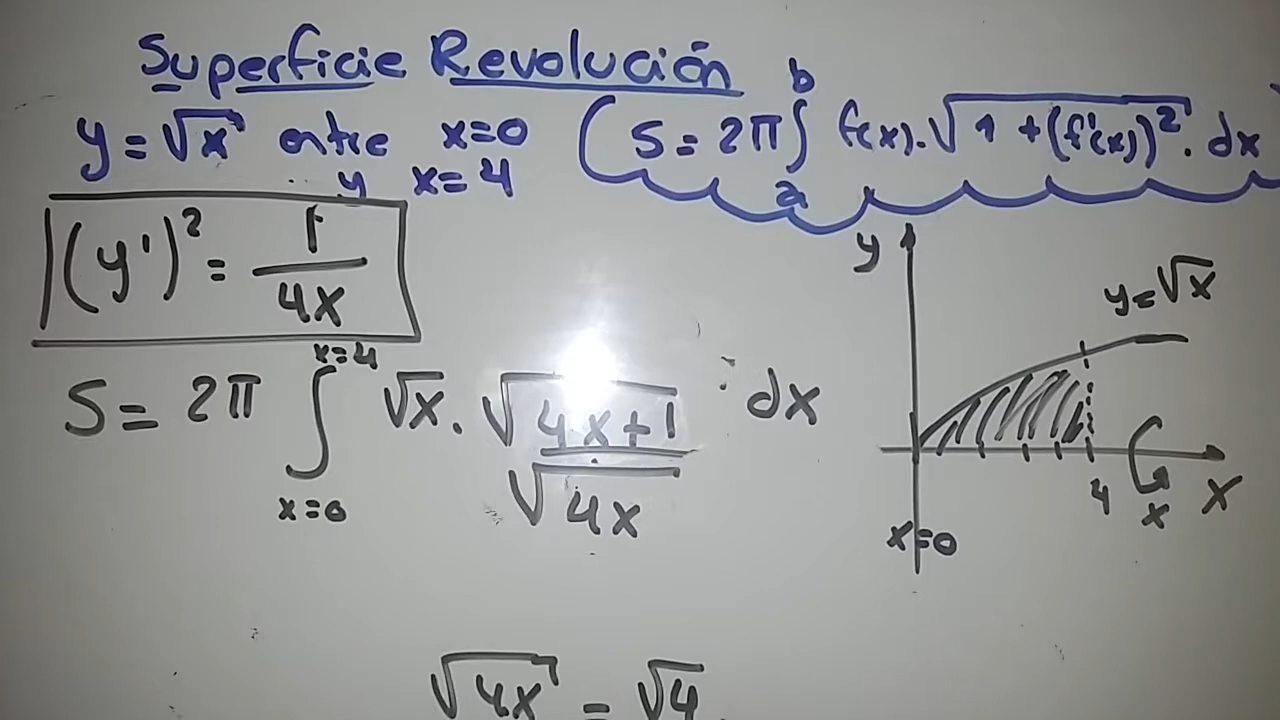 Superficie Revolución
y = √x entre x=0 y x=4
(S = 2π ∫ₐᵇ f(x).√(1 + (f'(x))²) . dx
(y')² = 1/(4x)
S = 2π ∫_{x=0}^{x=4} √x . √(4x+1)/√(4x) dx
y
y=√x
4
x
X
x=0
√4x = √4.